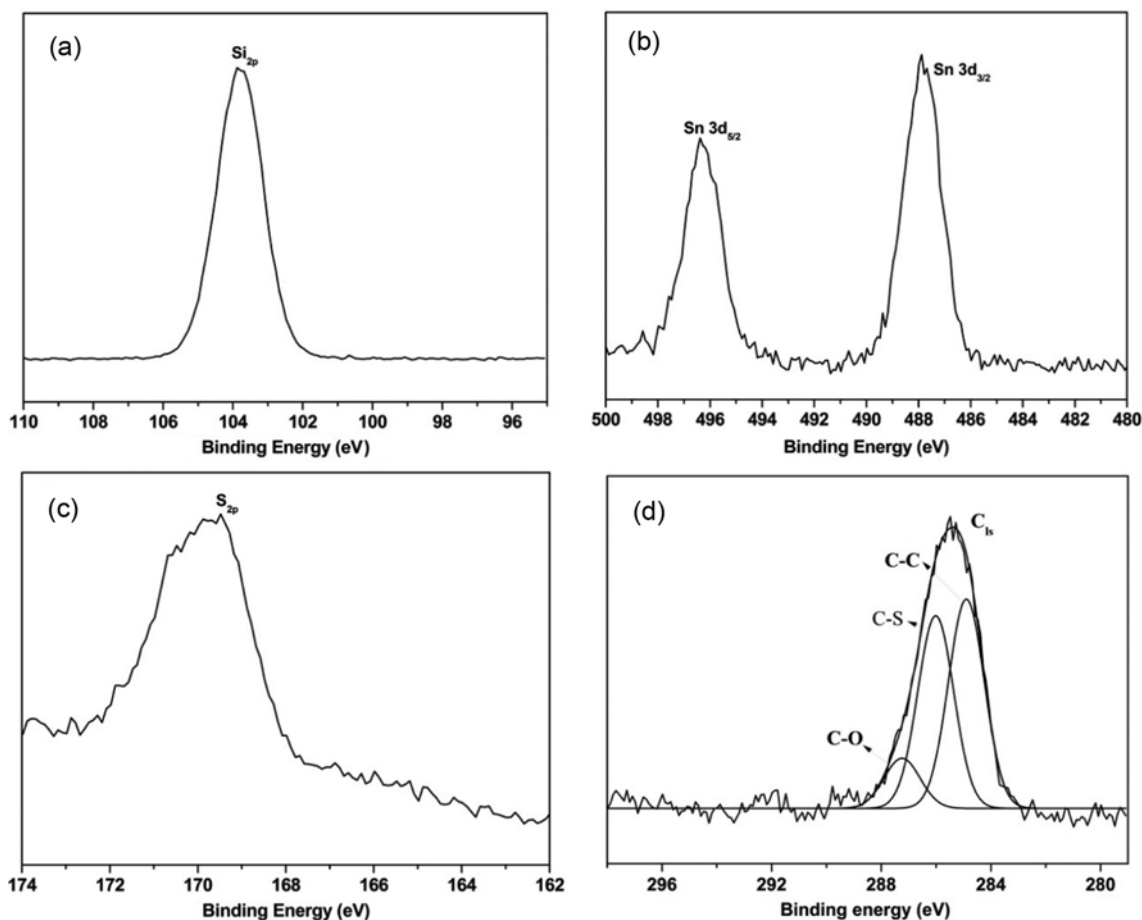 (a)
Si2p
110 108 106 104 102 100 98 96
Binding Energy (eV)
(b)
Sn 3d3/2
Sn 3d5/2
500 498 496 494 492 490 488 486 484 482 480
Binding Energy (eV)
(c)
S2p
174 172 170 168 166 164 162
Binding Energy (eV)
(d)
C1s
C-C
C-S
C-O
296 292 288 284 280
Binding energy (eV)